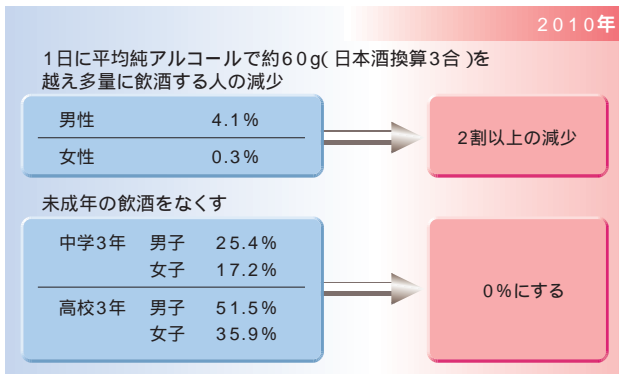 2010年
1日に平均純アルコールで約60g(日本酒換算3合)を
越え多量に飲酒する人の減少
男性 4.1%
女性 0.3%
2割以上の減少
未成年の飲酒をなくす
中学3年 男子 25.4%
女子 17.2%
高校3年 男子 51.5%
女子 35.9%
0%にする